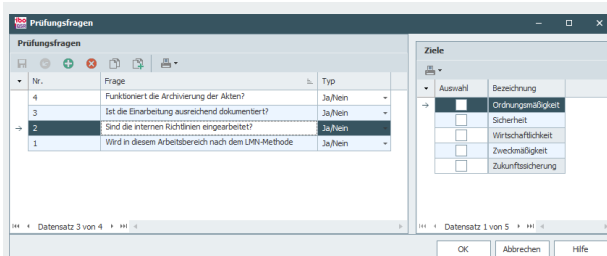 ibo Prüfungsfragen
Prüfungsfragen
Nr. Frage Typ
4 Funktioniert die Archivierung der Akten? Ja/Nein
3 Ist die Einarbeitung ausreichend dokumentiert? Ja/Nein
2 Sind die internen Richtlinien eingearbeitet? Ja/Nein
1 Wird in diesem Arbeitsbereich nach dem LMN-Methode Ja/Nein
Datensatz 3 von 4
Ziele
Auswahl Bezeichnung
Ordnungsmäßigkeit
Sicherheit
Wirtschaftlichkeit
Zweckmäßigkeit
Zukunftssicherung
Datensatz 1 von 5
OK Abbrechen Hilfe